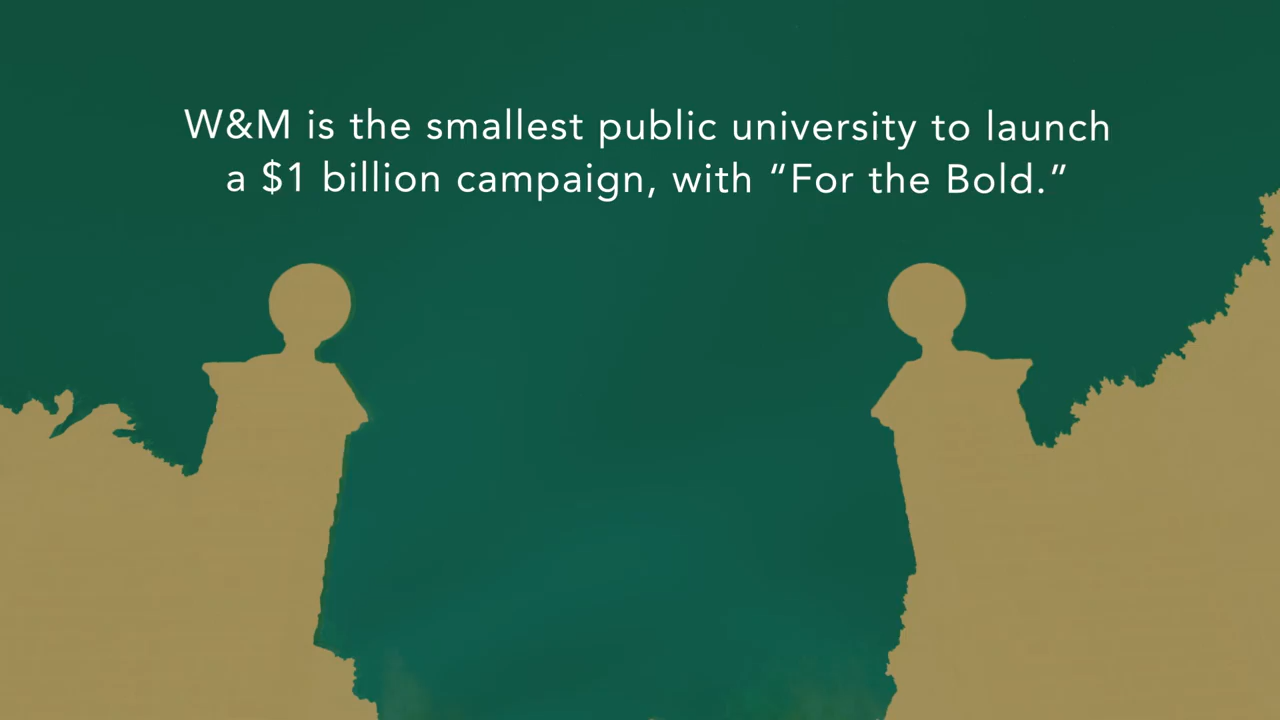 W&M is the smallest public university to launch
a $1 billion campaign, with “For the Bold.”